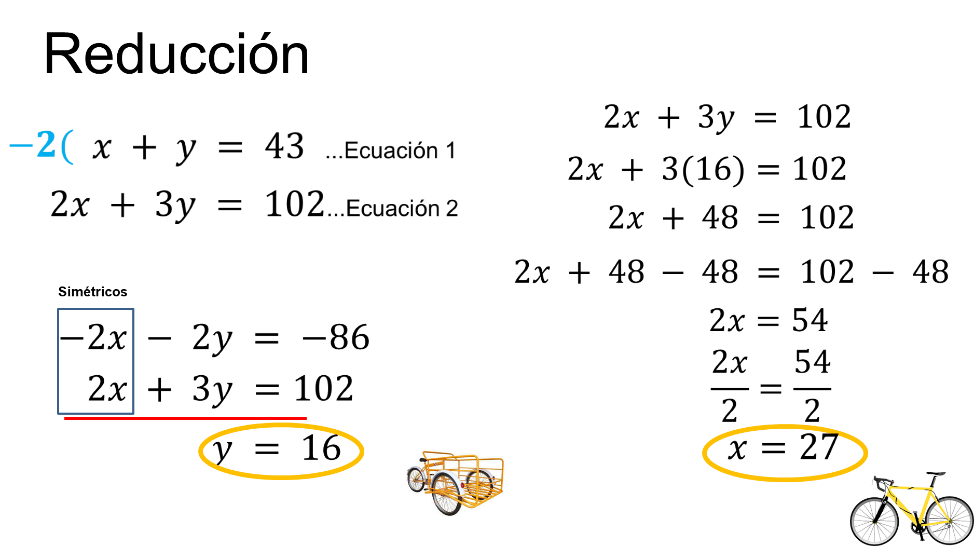 Reducción
−2( x + y = 43 ...Ecuación 1
2x + 3y = 102...Ecuación 2
Simétricos
−2x − 2y = −86
2x + 3y = 102
y = 16
2x + 3y = 102
2x + 3(16) = 102
2x + 48 = 102
2x + 48 − 48 = 102 − 48
2x = 54
2x/2 = 54/2
x = 27